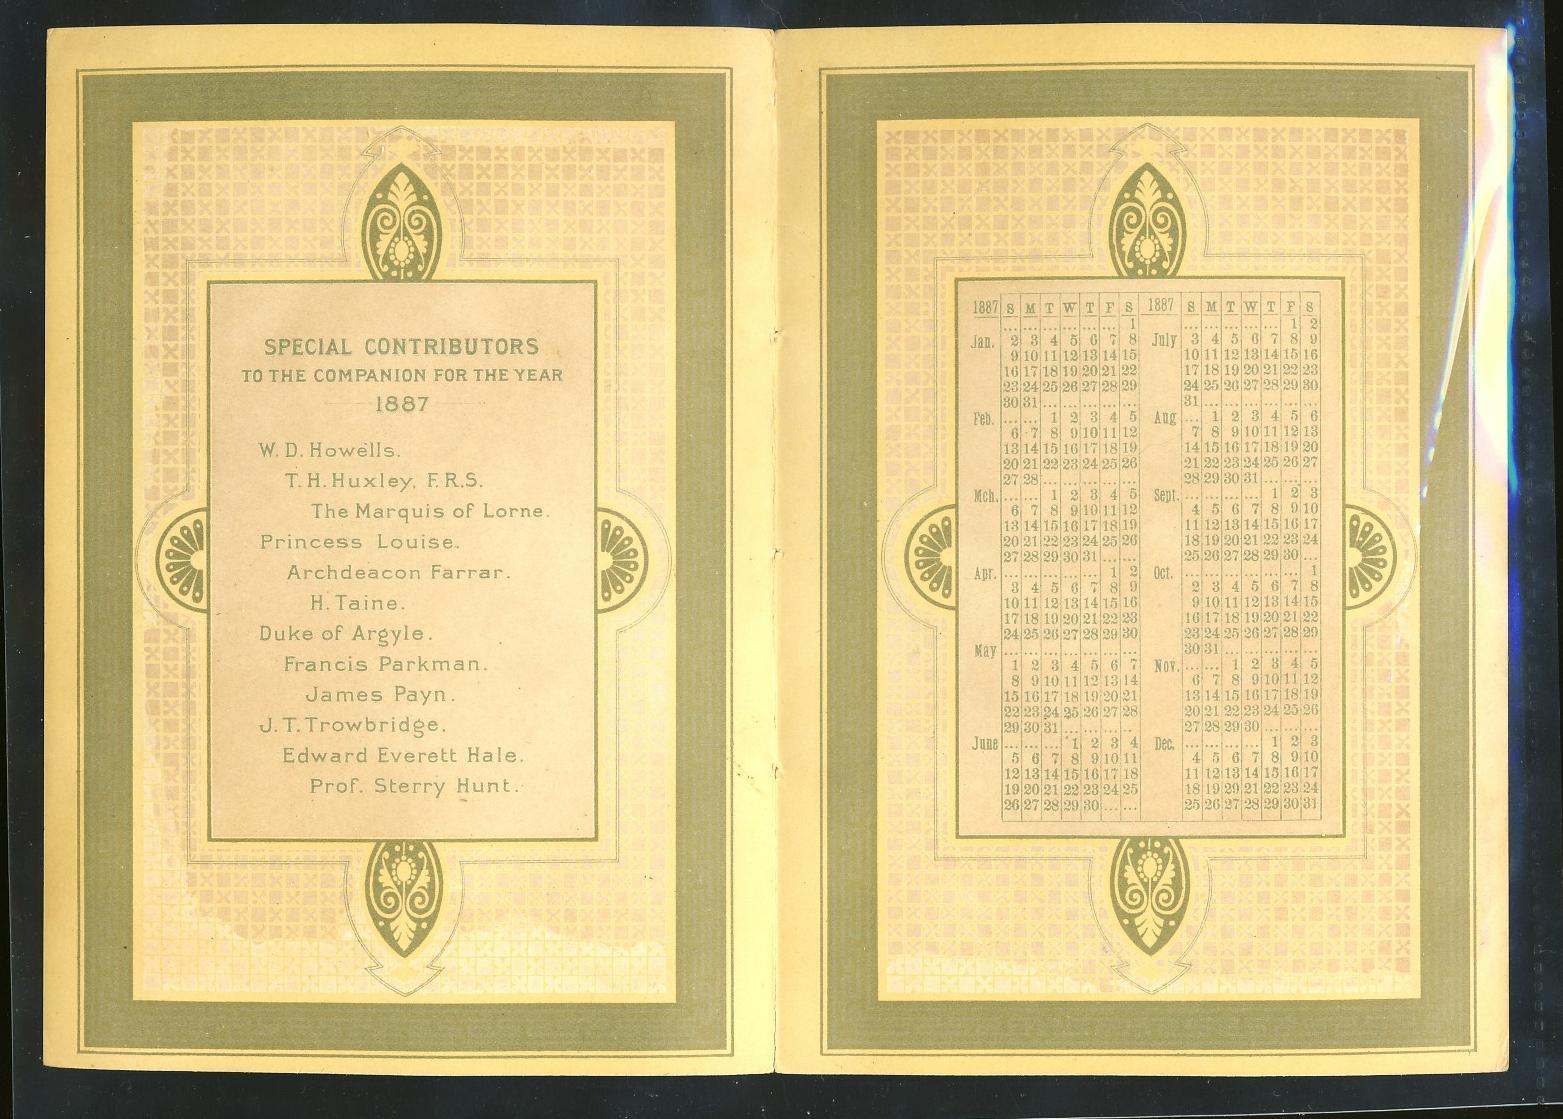 SPECIAL CONTRIBUTORS
TO THE COMPANION FOR THE YEAR
1887
W. D. Howells.
T. H. Huxley, F.R.S.
The Marquis of Lorne.
Princess Louise.
Archdeacon Farrar.
H. Taine.
Duke of Argyle.
Francis Parkman.
James Payn.
J. T. Trowbridge.
Edward Everett Hale.
Prof. Sterry Hunt.
1887 S M T W T F S 1887 S M T W T F S
... ... ... ... ... ... 1 ... ... ... ... ... 1 2
Jan. 2 3 4 5 6 7 8 July 3 4 5 6 7 8 9
9 10 11 12 13 14 15 10 11 12 13 14 15 16
16 17 18 19 20 21 22 17 18 19 20 21 22 23
23 24 25 26 27 28 29 24 25 26 27 28 29 30
30 31 ... ... ... ... ... 31 ... ... ... ... ... ...
Feb. ... ... 1 2 3 4 5 Aug ... 1 2 3 4 5 6
6 7 8 9 10 11 12 7 8 9 10 11 12 13
13 14 15 16 17 18 19 14 15 16 17 18 19 20
20 21 22 23 24 25 26 21 22 23 24 25 26 27
27 28 ... ... ... ... ... 28 29 30 31 ... ... ...
Mch. ... ... 1 2 3 4 5 Sept. ... ... ... ... 1 2 3
6 7 8 9 10 11 12 4 5 6 7 8 9 10
13 14 15 16 17 18 19 11 12 13 14 15 16 17
20 21 22 23 24 25 26 18 19 20 21 22 23 24
27 28 29 30 31 ... ... 25 26 27 28 29 30 ...
Apr. ... ... ... ... ... 1 2 Oct. ... ... ... ... ... ... 1
3 4 5 6 7 8 9 2 3 4 5 6 7 8
10 11 12 13 14 15 16 9 10 11 12 13 14 15
17 18 19 20 21 22 23 16 17 18 19 20 21 22
24 25 26 27 28 29 30 23 24 25 26 27 28 29
May ... ... ... ... ... ... ... 30 31 ... ... ... ... ...
1 2 3 4 5 6 7 Nov. ... ... 1 2 3 4 5
8 9 10 11 12 13 14 6 7 8 9 10 11 12
15 16 17 18 19 20 21 13 14 15 16 17 18 19
22 23 24 25 26 27 28 20 21 22 23 24 25 26
29 30 31 ... ... ... ... 27 28 29 30 ... ... ...
June ... ... ... 1 2 3 4 Dec. ... ... ... ... 1 2 3
5 6 7 8 9 10 11 4 5 6 7 8 9 10
12 13 14 15 16 17 18 11 12 13 14 15 16 17
19 20 21 22 23 24 25 18 19 20 21 22 23 24
26 27 28 29 30 ... ... 25 26 27 28 29 30 31